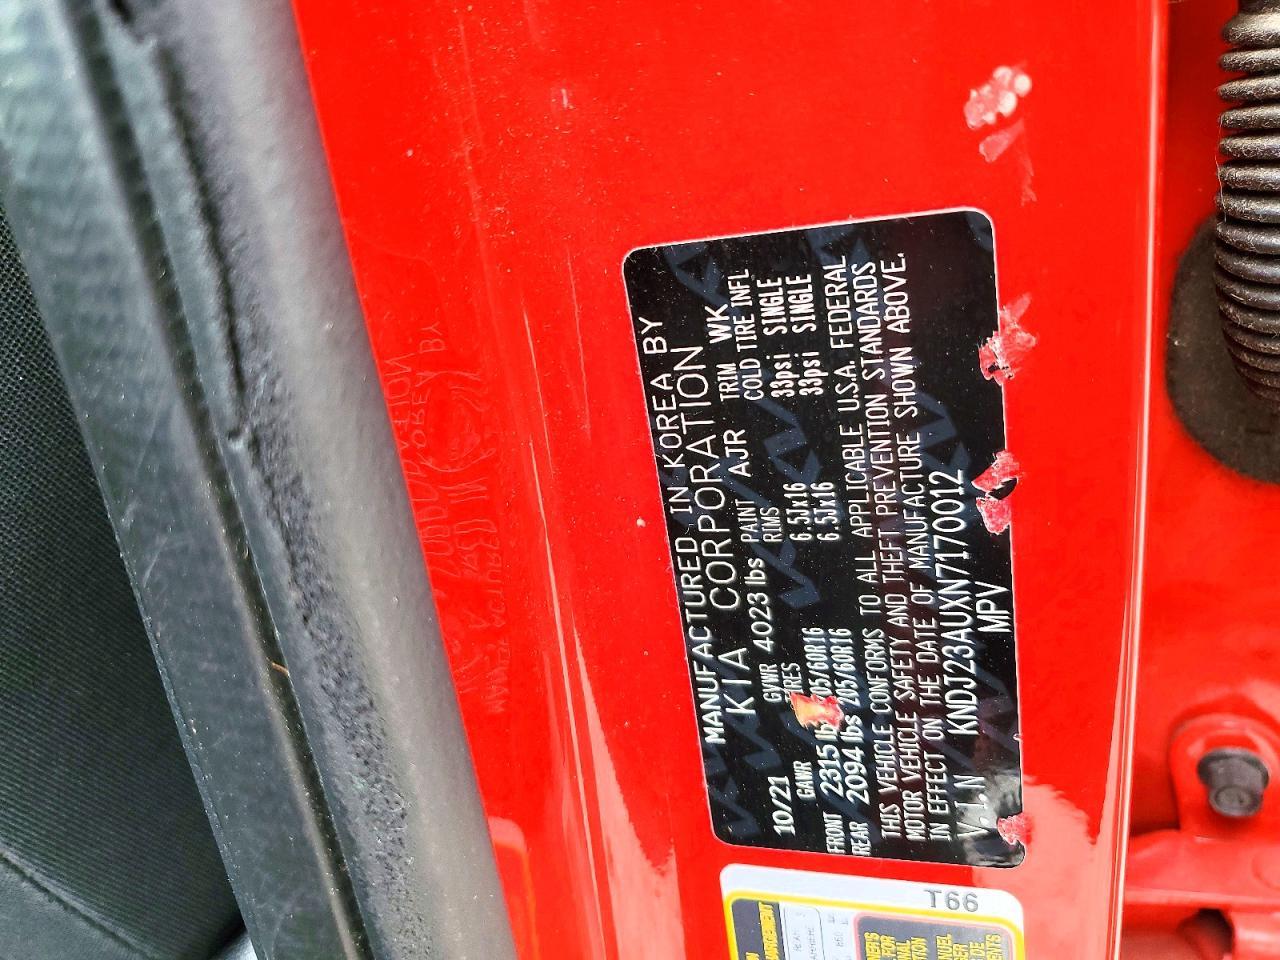 MANUFACTURED IN KOREA BY
KIA CORPORATION
10/21 GVWR 4023 lbs PAINT AJR TRIM WK
GAWR RIMS COLD TIRE INFL
FRONT 2315 205/60R16 6.5Jx16 33psi SINGLE
REAR 2094 lbs 205/60R16 6.5Jx16 33psi SINGLE
THIS VEHICLE CONFORMS TO ALL APPLICABLE U.S.A. FEDERAL
MOTOR VEHICLE SAFETY AND THEFT PREVENTION STANDARDS
IN EFFECT ON THE DATE OF MANUFACTURE SHOWN ABOVE.
V.I.N KNDJ23AUXN7170012
MPV
T66